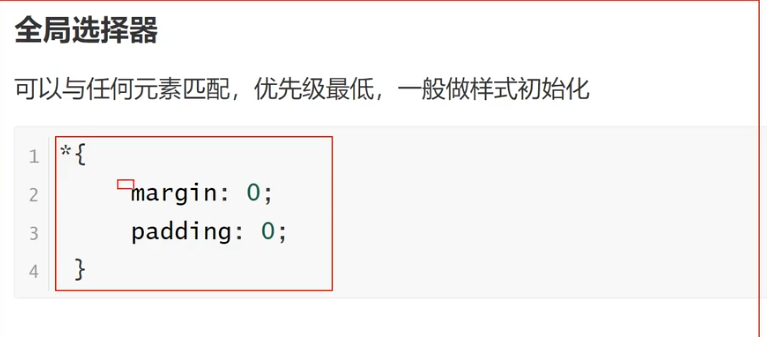 全局选择器
可以与任何元素匹配，优先级最低，一般做样式初始化
1 *{
2 margin: 0;
3 padding: 0;
4 }